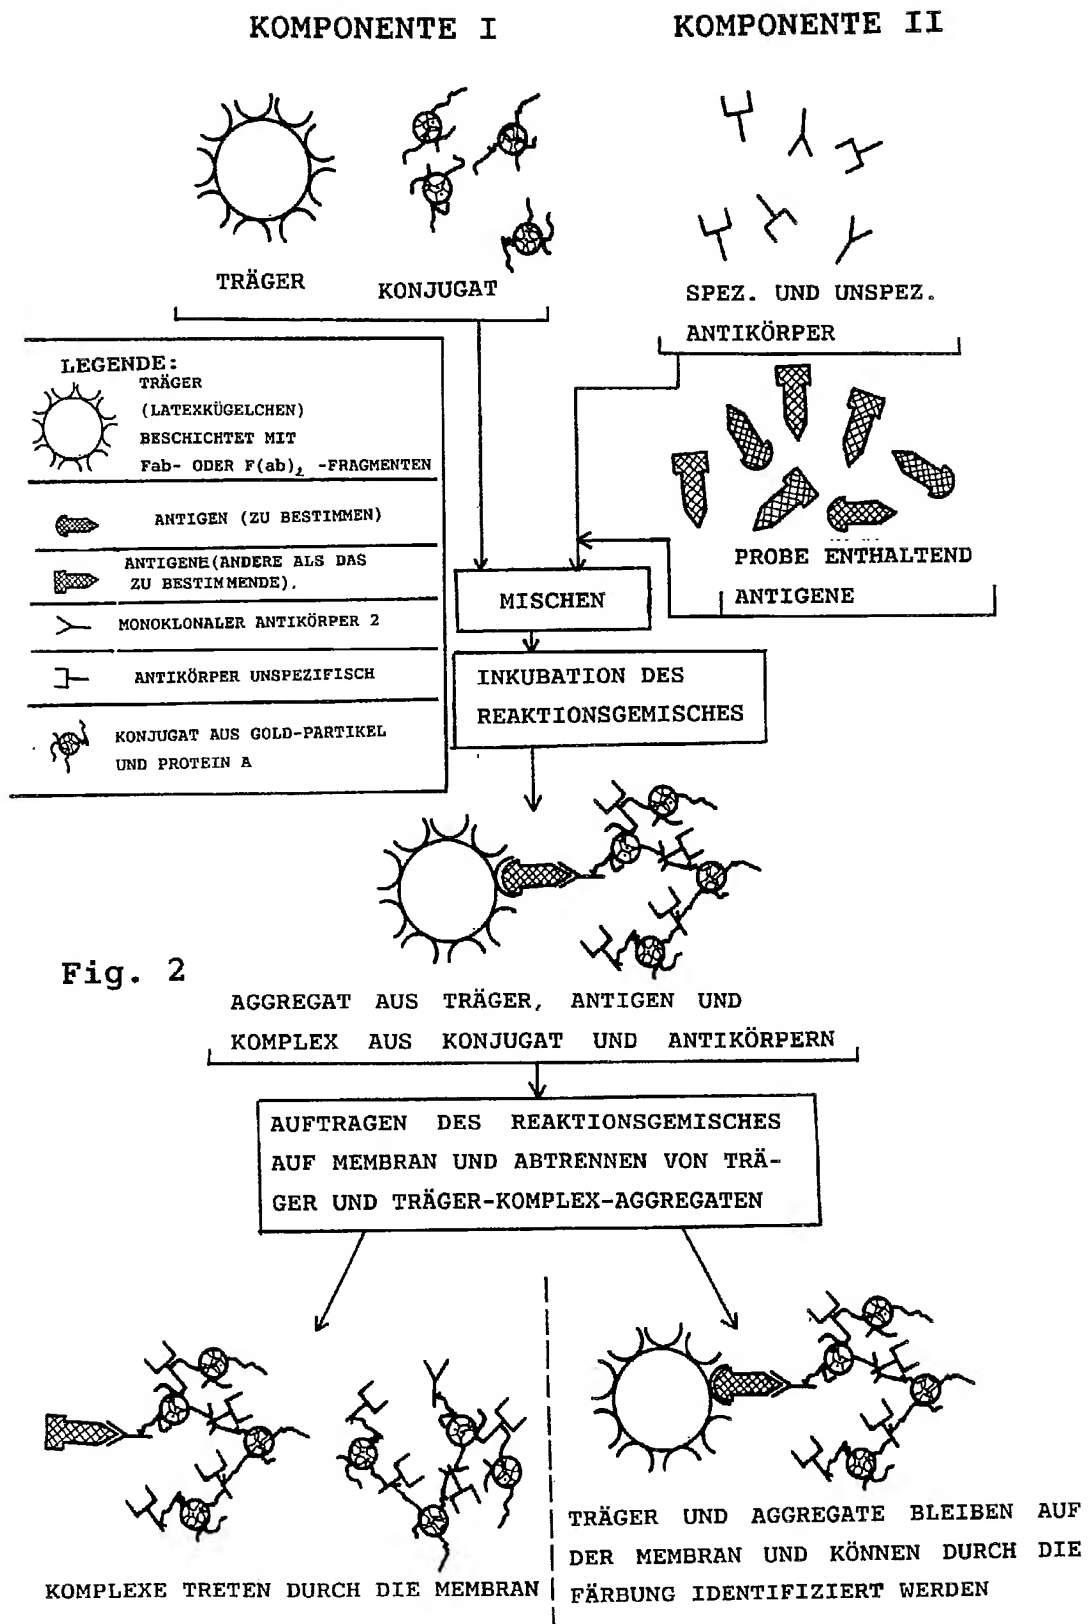 KOMPONENTE I
KOMPONENTE II
TRÄGER
KONJUGAT
SPEZ. UND UNSPEZ.
ANTIKÖRPER
LEGENDE:
TRÄGER
(LATEXKÜGELCHEN)
BESCHICHTET MIT
Fab- ODER F(ab)2 -FRAGMENTEN
ANTIGEN (ZU BESTIMMEN)
ANTIGENE(ANDERE ALS DAS
ZU BESTIMMENDE).
MONOKLONALER ANTIKÖRPER 2
ANTIKÖRPER UNSPEZIFISCH
KONJUGAT AUS GOLD-PARTIKEL
UND PROTEIN A
PROBE ENTHALTEND
ANTIGENE
MISCHEN
INKUBATION DES
REAKTIONSGEMISCHES
Fig. 2
AGGREGAT AUS TRÄGER, ANTIGEN UND
KOMPLEX AUS KONJUGAT UND ANTIKÖRPERN
AUFTRAGEN DES REAKTIONSGEMISCHES
AUF MEMBRAN UND ABTRENNEN VON TRÄ-
GER UND TRÄGER-KOMPLEX-AGGREGATEN
KOMPLEXE TRETEN DURCH DIE MEMBRAN
TRÄGER UND AGGREGATE BLEIBEN AUF
DER MEMBRAN UND KÖNNEN DURCH DIE
FÄRBUNG IDENTIFIZIERT WERDEN